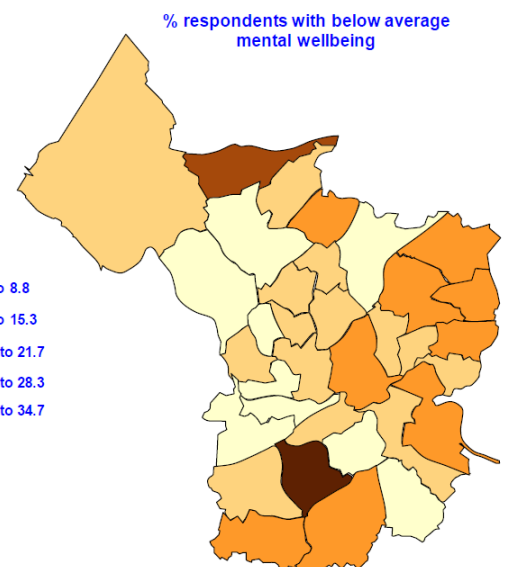 % respondents with below average
mental wellbeing
8.8
15.3
to 21.7
to 28.3
to 34.7